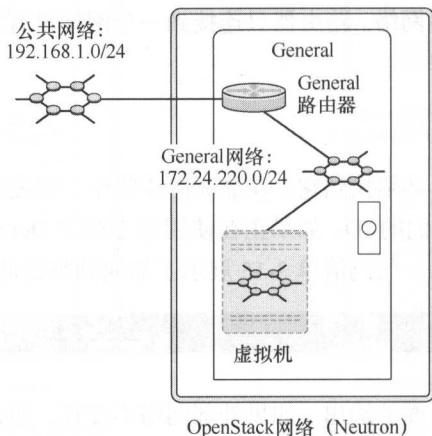 公共网络：
192.168.1.0/24
General
General
路由器
General网络：
172.24.220.0/24
虚拟机
OpenStack网络（Neutron）